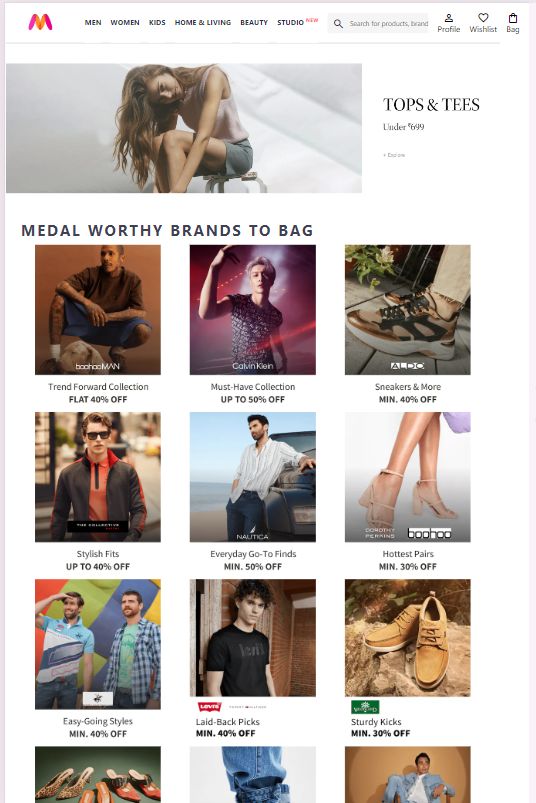 MEN WOMEN KIDS HOME & LIVING BEAUTY STUDIO NEW
Search for products, brand
Profile Wishlist Bag
TOPS & TEES
Under ₹699
+ Explore
MEDAL WORTHY BRANDS TO BAG
boohooMAN
Calvin Klein
ALDO
Trend Forward Collection
FLAT 40% OFF
Must-Have Collection
UP TO 50% OFF
Sneakers & More
MIN. 40% OFF
THE COLLECTIVE
NAUTICA
DOROTHY
PERKINS
boohoo
Stylish Fits
UP TO 40% OFF
Everyday Go-To Finds
MIN. 50% OFF
Hottest Pairs
MIN. 30% OFF
Levi's
TOMMY HILFIGER
Easy-Going Styles
MIN. 40% OFF
Laid-Back Picks
MIN. 40% OFF
Sturdy Kicks
MIN. 30% OFF